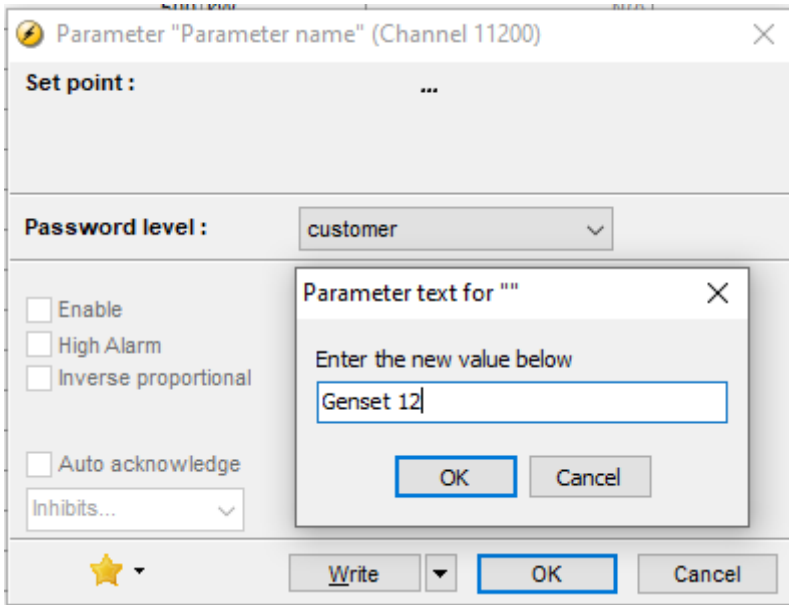 Parameter "Parameter name" (Channel 11200)
Set point :
...
Password level :
customer
Parameter text for ""
Enter the new value below
Genset 12
OK
Cancel
Enable
High Alarm
Inverse proportional
Auto acknowledge
Inhibits...
Write
OK
Cancel